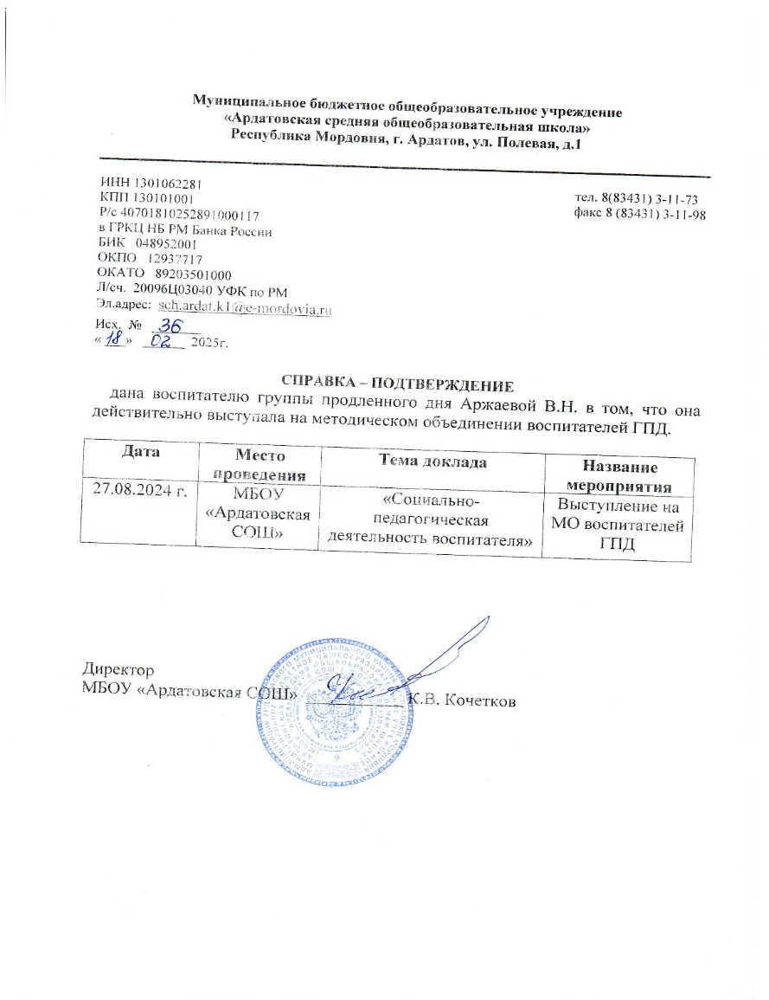 Муниципальное бюджетное общеобразовательное учреждение
«Ардатовская средняя общеобразовательная школа»
Республика Мордовия, г. Ардатов, ул. Полевая, д.1
ИНН 1301062281
КПП 130101001
Р/с 40701810252891000117
в ГРКЦ НБ РМ Банка России
БИК 048952001
ОКПО 12937717
ОКАТО 89203501000
Л/сч. 20096Ц03040 УФК по РМ
Эл.адрес: sch.ardat.k1@e-mordovia.ru
тел. 8(83431) 3-11-73
факс 8 (83431) 3-11-98
Исх. № 36
« 18 » 02 2025г.
СПРАВКА – ПОДТВЕРЖДЕНИЕ
дана воспитателю группы продленного дня Аржаевой В.Н. в том, что она
действительно выступала на методическом объединении воспитателей ГПД.
Дата
Место
проведения
Тема доклада
Название
мероприятия
27.08.2024 г.
МБОУ
«Ардатовская
СОШ»
«Социально-
педагогическая
деятельность воспитателя»
Выступление на
МО воспитателей
ГПД
Директор
МБОУ «Ардатовская СОШ» ____________ К.В. Кочетков